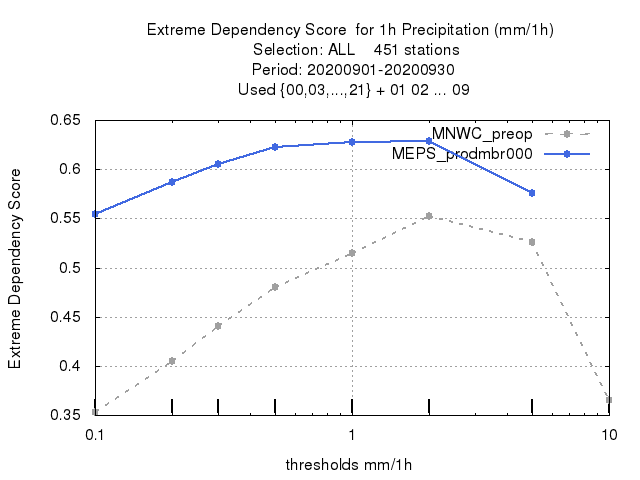 Extreme Dependency Score  for 1h Precipitation (mm/1h)
Selection: ALL    451 stations
Period: 20200901-20200930
Used {00,03,...,21} + 01 02 ... 09
MNWC_preop
MEPS_prodmbr000
0.65
0.6
0.55
0.5
0.45
0.4
0.35
Extreme Dependency Score
0.1
1
10
thresholds mm/1h